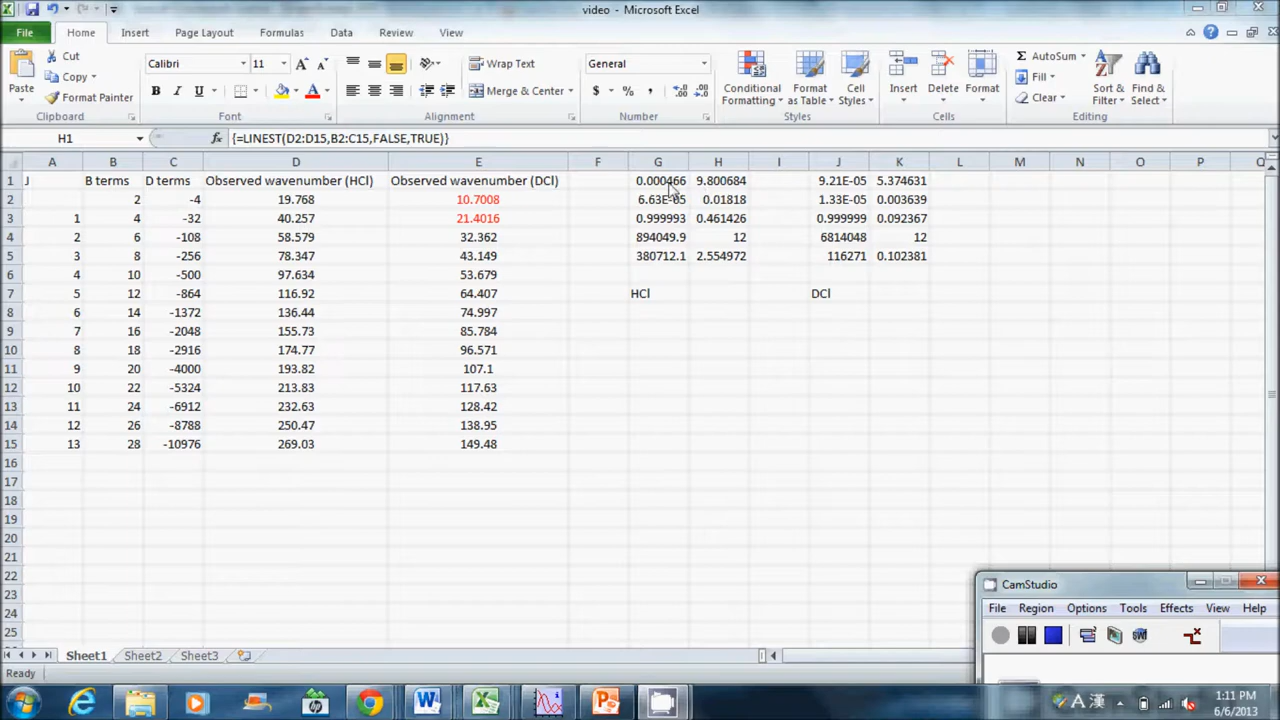 video - Microsoft Excel
File Home Insert Page Layout Formulas Data Review View
Cut
Copy
Format Painter
Paste
Clipboard
Calibri 11
B I U
Font
Wrap Text
Merge & Center
Alignment
General
$ % ,
Number
Conditional Formatting
Format as Table
Cell Styles
Styles
Insert Delete Format
Cells
AutoSum
Fill
Clear
Sort & Filter
Find & Select
Editing
H1 fx {=LINEST(D2:D15,B2:C15,FALSE,TRUE)}
A B C D E F G H I J K L M N O P Q
1 J B terms D terms Observed wavenumber (HCl) Observed wavenumber (DCl) 0.000466 9.800684 9.21E-05 5.374631
2 2 -4 19.768 10.7008 6.63E-05 0.01818 1.33E-05 0.003639
3 1 4 -32 40.257 21.4016 0.999993 0.461426 0.999999 0.092367
4 2 6 -108 58.579 32.362 894049.9 12 6814048 12
5 3 8 -256 78.347 43.149 380712.1 2.554972 116271 0.102381
6 4 10 -500 97.634 53.679
7 5 12 -864 116.92 64.407 HCl DCl
8 6 14 -1372 136.44 74.997
9 7 16 -2048 155.73 85.784
10 8 18 -2916 174.77 96.571
11 9 20 -4000 193.82 107.1
12 10 22 -5324 213.83 117.63
13 11 24 -6912 232.63 128.42
14 12 26 -8788 250.47 138.95
15 13 28 -10976 269.03 149.48
16
17
18
19
20
21
22
23
24
25
Sheet1 Sheet2 Sheet3
Ready
CamStudio
File Region Options Tools Effects View Help
A 漢
1:11 PM
6/6/2013